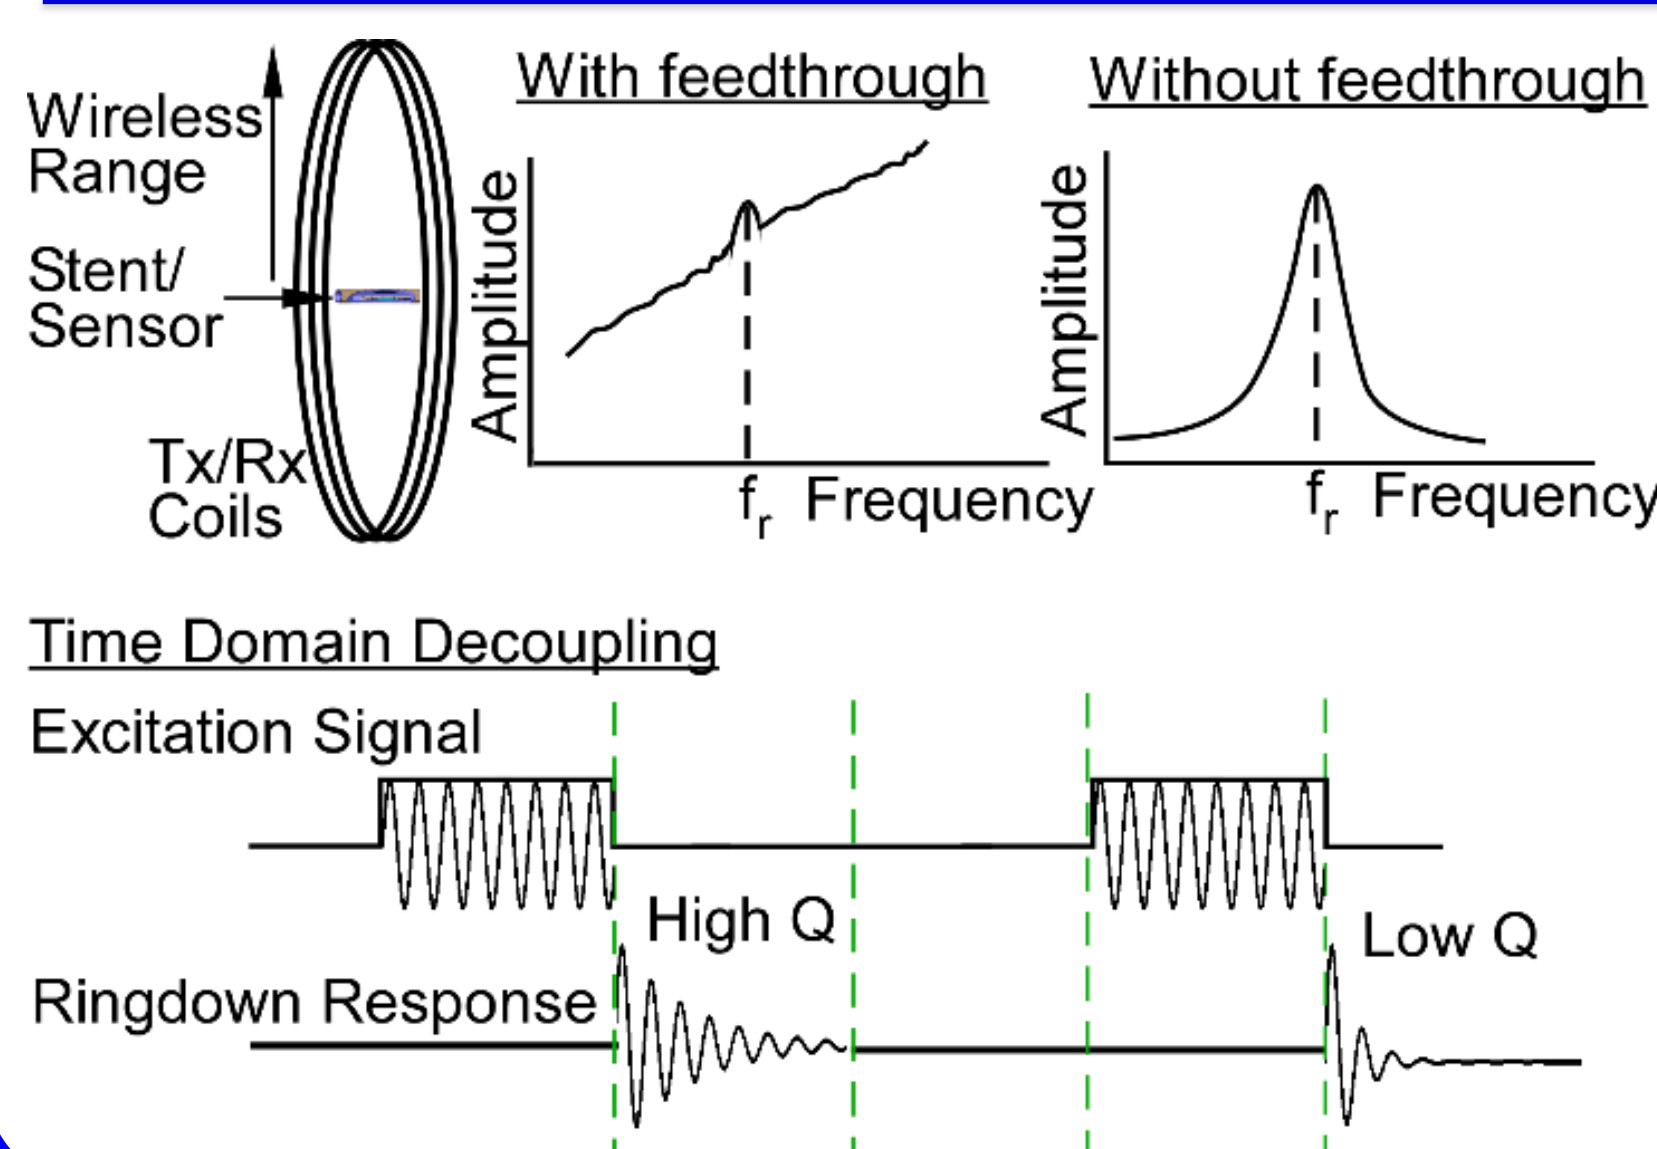 Wireless
Range
Stent/
Sensor
Tx/Rx
Coils
With feedthrough
Amplitude
fr Frequency
Without feedthrough
Amplitude
fr Frequency
Time Domain Decoupling
Excitation Signal
High Q
Low Q
Ringdown Response